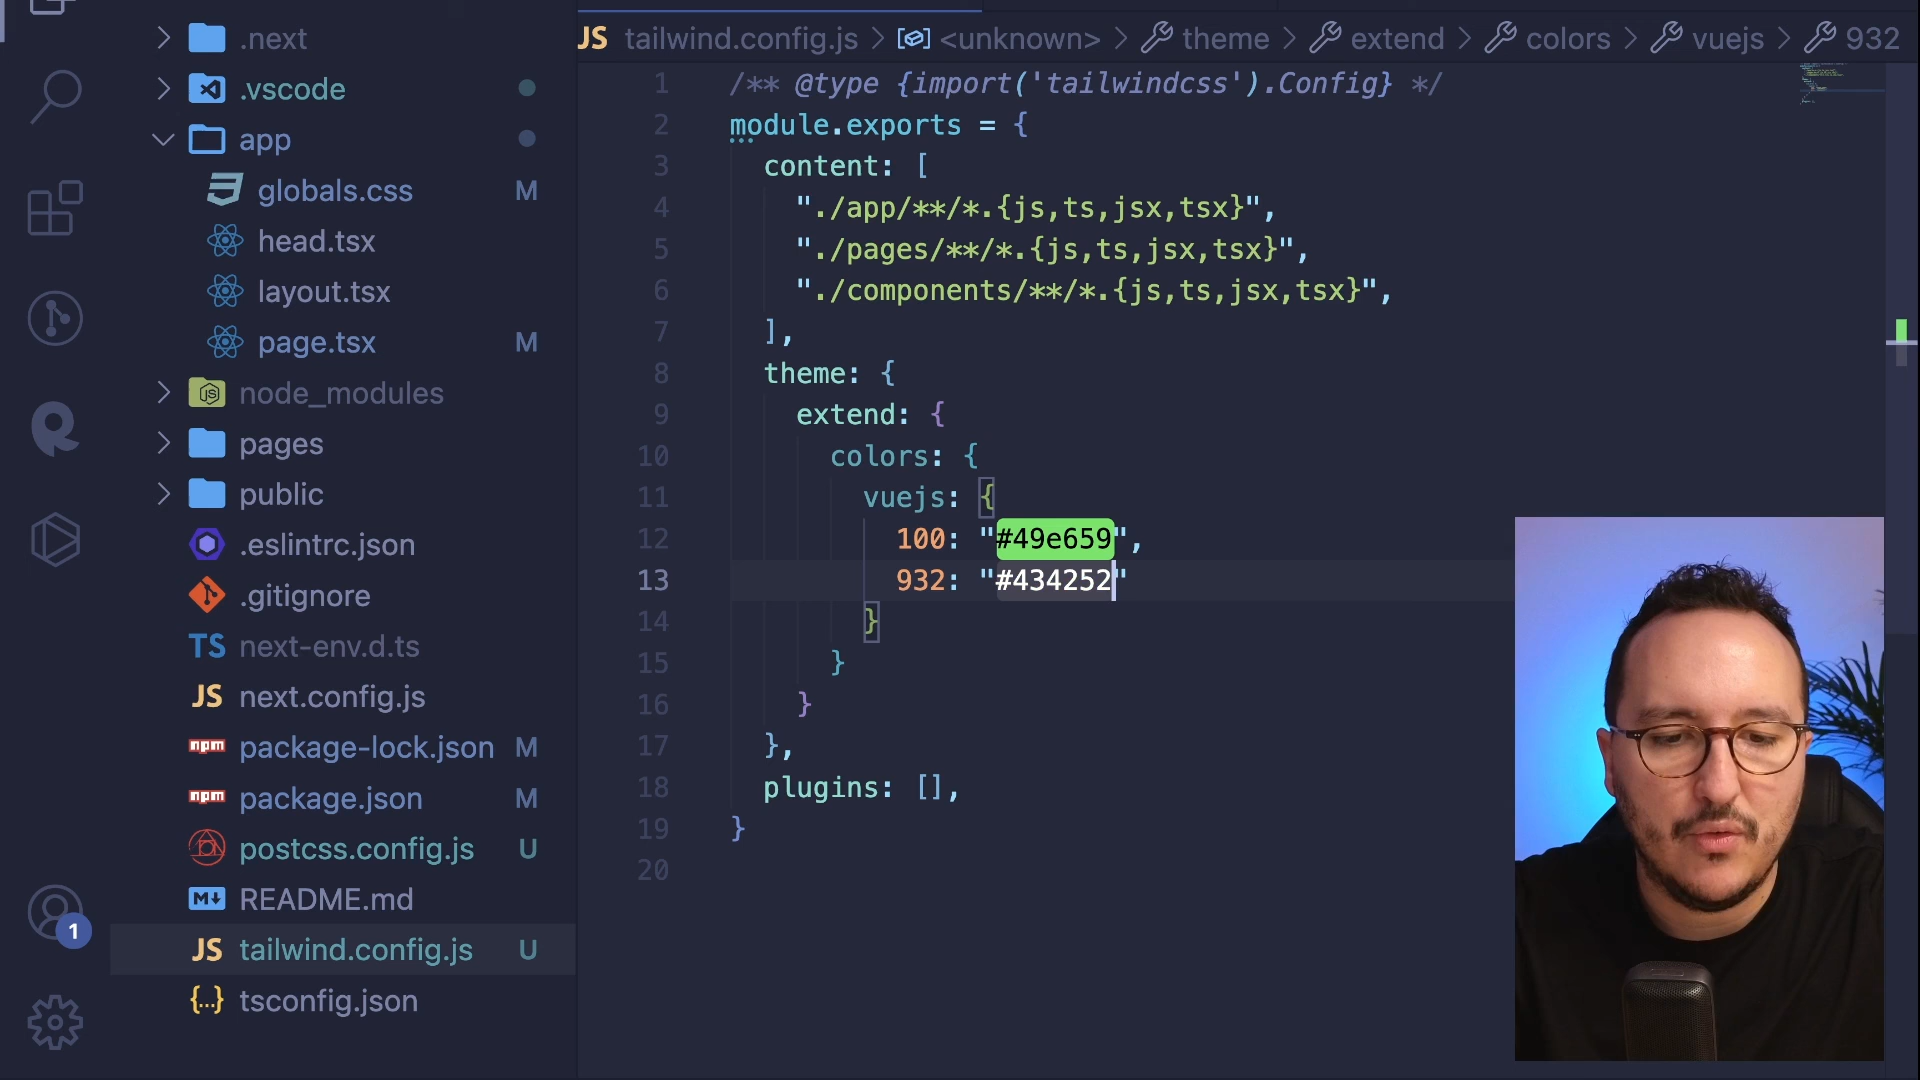 .next
.vscode
app
globals.css M
head.tsx
layout.tsx
page.tsx M
node_modules
pages
public
.eslintrc.json
.gitignore
TS next-env.d.ts
JS next.config.js
npm package-lock.json M
npm package.json M
postcss.config.js U
README.md
JS tailwind.config.js U
{...} tsconfig.json
1
JS tailwind.config.js > <unknown> > theme > extend > colors > vuejs > 932
1 /** @type {import('tailwindcss').Config} */
2 module.exports = {
3 content: [
4 "./app/**/*.{js,ts,jsx,tsx}",
5 "./pages/**/*.{js,ts,jsx,tsx}",
6 "./components/**/*.{js,ts,jsx,tsx}",
7 ],
8 theme: {
9 extend: {
10 colors: {
11 vuejs: {
12 100: "#49e659",
13 932: "#434252"
14 }
15 }
16 }
17 },
18 plugins: [],
19 }
20